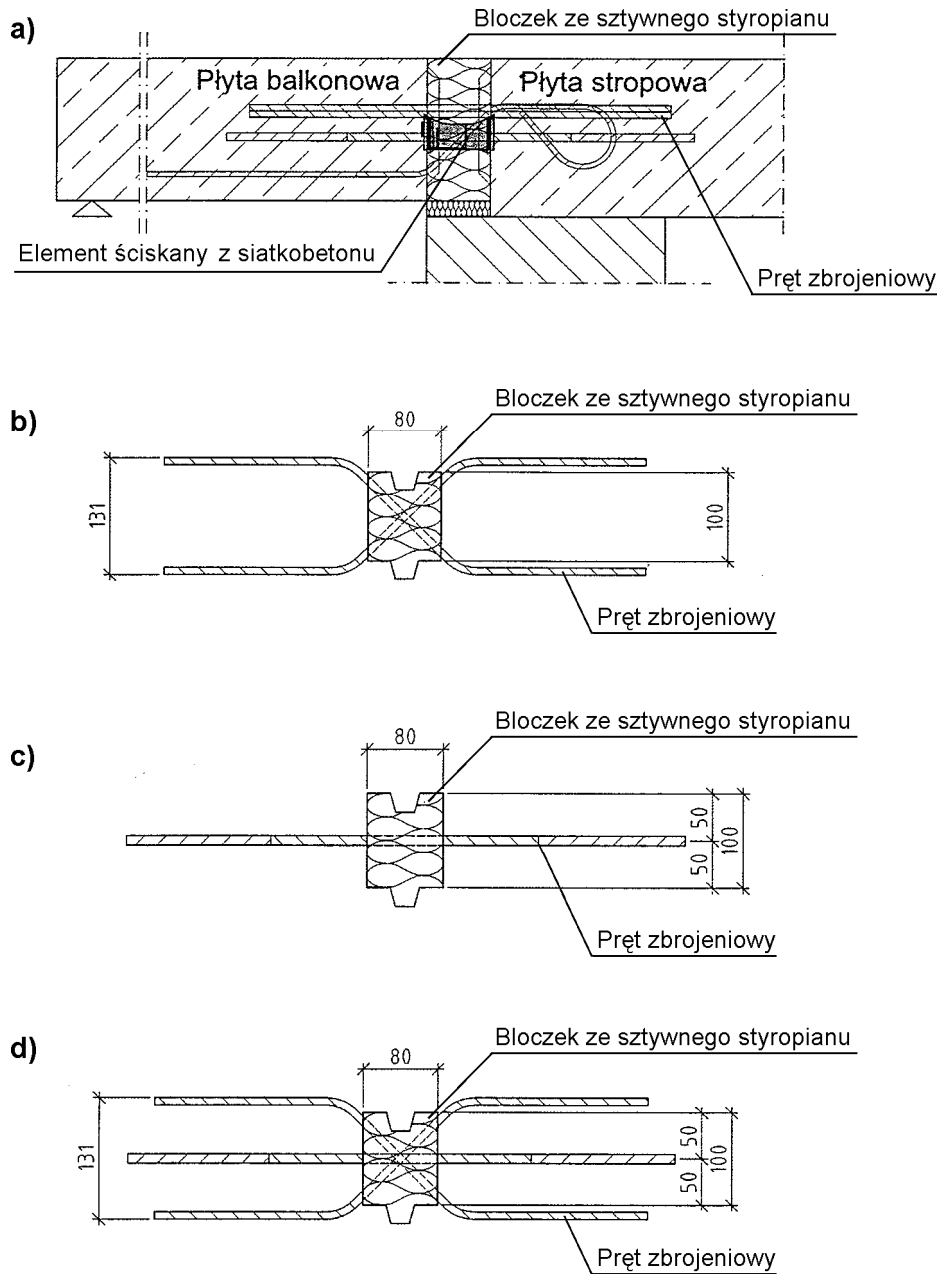 a)
Bloczek ze sztywnego styropianu
Płyta balkonowa
Płyta stropowa
Element ściskany z siatkobetonu
Pręt zbrojeniowy
b)
Bloczek ze sztywnego styropianu
80
131
100
Pręt zbrojeniowy
c)
Bloczek ze sztywnego styropianu
80
50
50
100
Pręt zbrojeniowy
d)
Bloczek ze sztywnego styropianu
80
131
50
50
100
Pręt zbrojeniowy